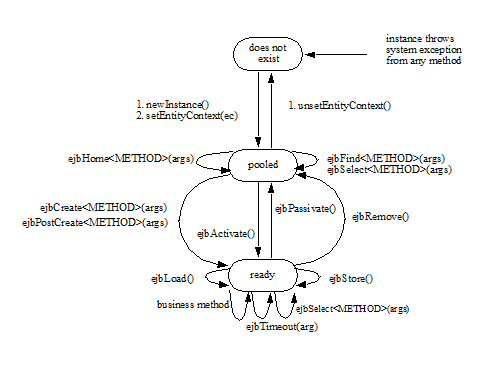 instance throws
system exception
from any method
does not
exist
1. newInstance()
2. setEntityContext(ec)
1. unsetEntityContext()
ejbHome<METHOD>(args)
pooled
ejbFind<METHOD>(args)
ejbSelect<METHOD>(args)
ejbCreate<METHOD>(args)
ejbPostCreate<METHOD>(args)
ejbPassivate()
ejbRemove()
ejbActivate()
ejbLoad()
ready
ejbStore()
business method
ejbSelect<METHOD>(args)
ejbTimeout(arg)